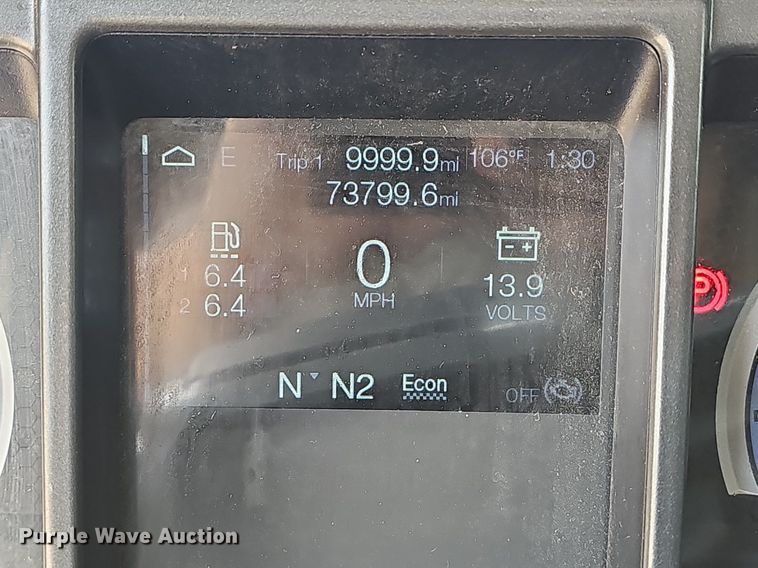 E Trip 1 9999.9mi 106°F 1:30
73799.6mi
1 6.4
2 6.4
0
MPH
- +
13.9
VOLTS
N N2 Econ OFF
P
Purple Wave Auction